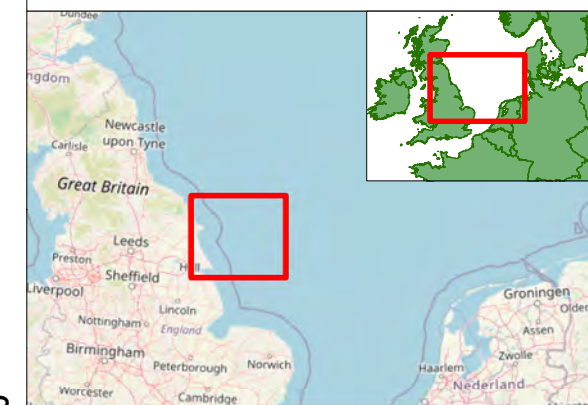 Dundee
ngdom
Newcastle
upon Tyne
Carlisle
Great Britain
Leeds
Preston
Sheffield
Hull
Liverpool
Lincoln
Nottingham
England
Birmingham
Peterborough
Norwich
Worcester
Cambridge
Groningen
Older
Assen
Zwolle
Haarlem
Nederland